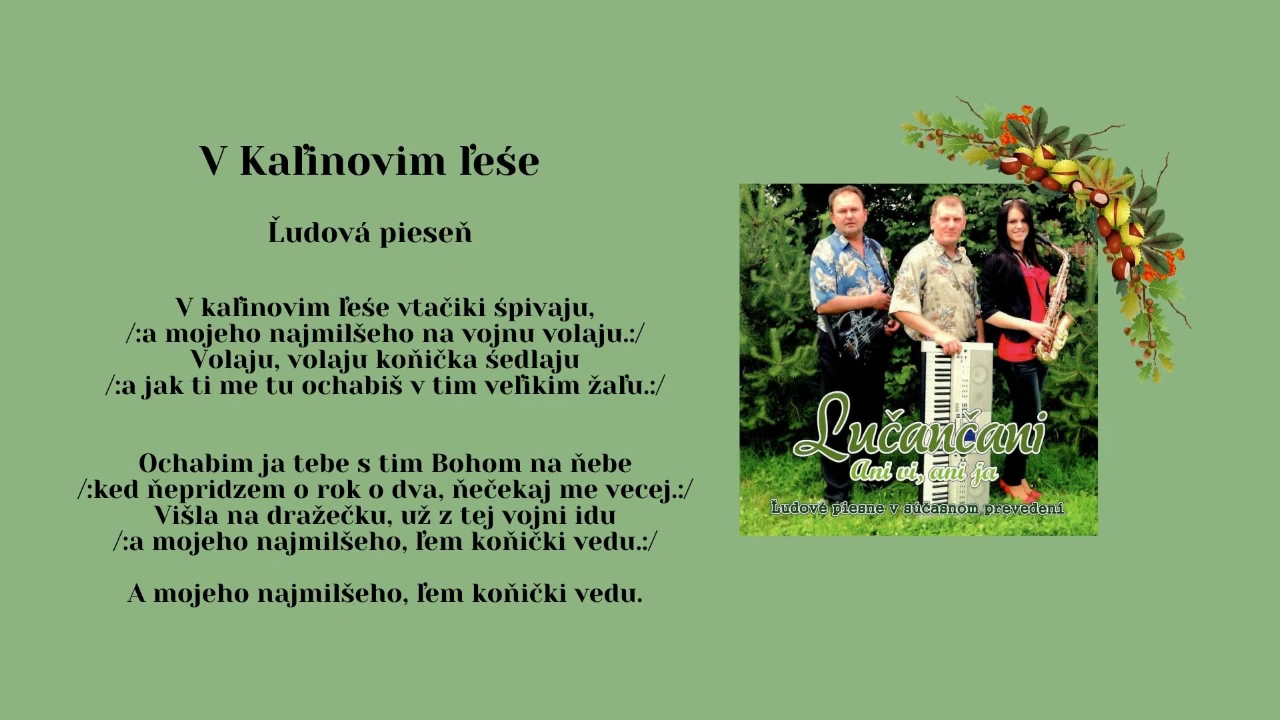 V Kaľinovim ľeśe
Ľudová pieseň
V kaľinovim ľeśe vtačiki śpivaju,
/:a mojeho najmilšeho na vojnu volaju.:/
Volaju, volaju koňička śedlaju
/:a jak ti me tu ochabiš v tim veľikim žaľu.:/
Ochabim ja tebe s tim Bohom na ňebe
/:ked ňepridzem o rok o dva, ňečekaj me vecej.:/
Višla na dražečku, už z tej vojni idu
/:a mojeho najmilšeho, ľem koňički vedu.:/
A mojeho najmilšeho, ľem koňički vedu.
Lučančani
Ani vi, ani ja
Ľudové piesne v súčasnom prevedení